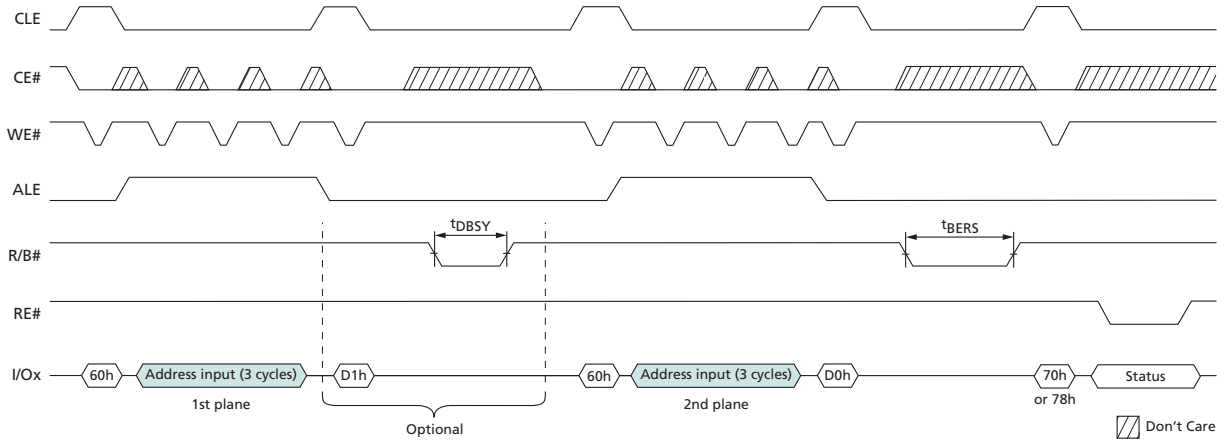 CLE
CE#
WE#
ALE
tDBSY
tBERS
R/B#
RE#
I/Ox
60h
Address input (3 cycles)
D1h
60h
Address input (3 cycles)
D0h
70h
Status
1st plane
2nd plane
or 78h
Optional
Don't Care